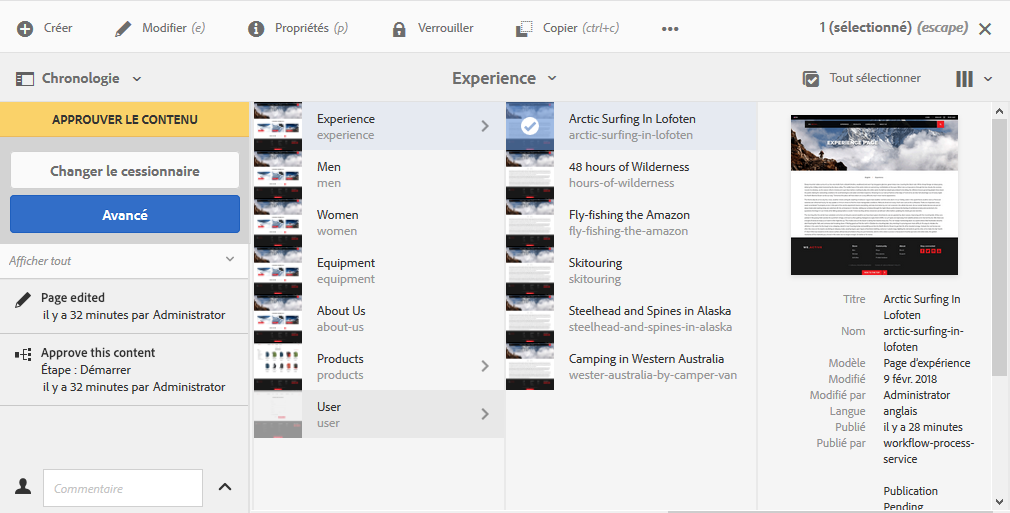 Créer
Modifier (e)
Propriétés (p)
Verrouiller
Copier (ctrl+c)
1 (sélectionné) (escape)
Chronologie
Experience
Tout sélectionner
APPROUVER LE CONTENU
Changer le cessionnaire
Avancé
Afficher tout
Page edited
il y a 32 minutes par Administrator
Approve this content
Étape : Démarrer
il y a 32 minutes par Administrator
Commentaire
Experience
experience
Men
men
Women
women
Equipment
equipment
About Us
about-us
Products
products
User
user
Arctic Surfing In Lofoten
arctic-surfing-in-lofoten
48 hours of Wilderness
hours-of-wilderness
Fly-fishing the Amazon
fly-fishing-the-amazon
Skitouring
skitouring
Steelhead and Spines in Alaska
steelhead-and-spines-in-alaska
Camping in Western Australia
wester-australia-by-camper-van
EXPERIENCE PAGE
Titre Arctic Surfing In
Lofoten
Nom arctic-surfing-in-
lofoten
Modèle Page d'expérience
Modifié 9 févr. 2018
Modifié par Administrator
Langue anglais
Publié il y a 28 minutes
Publié par workflow-process-
service
Publication
Pending